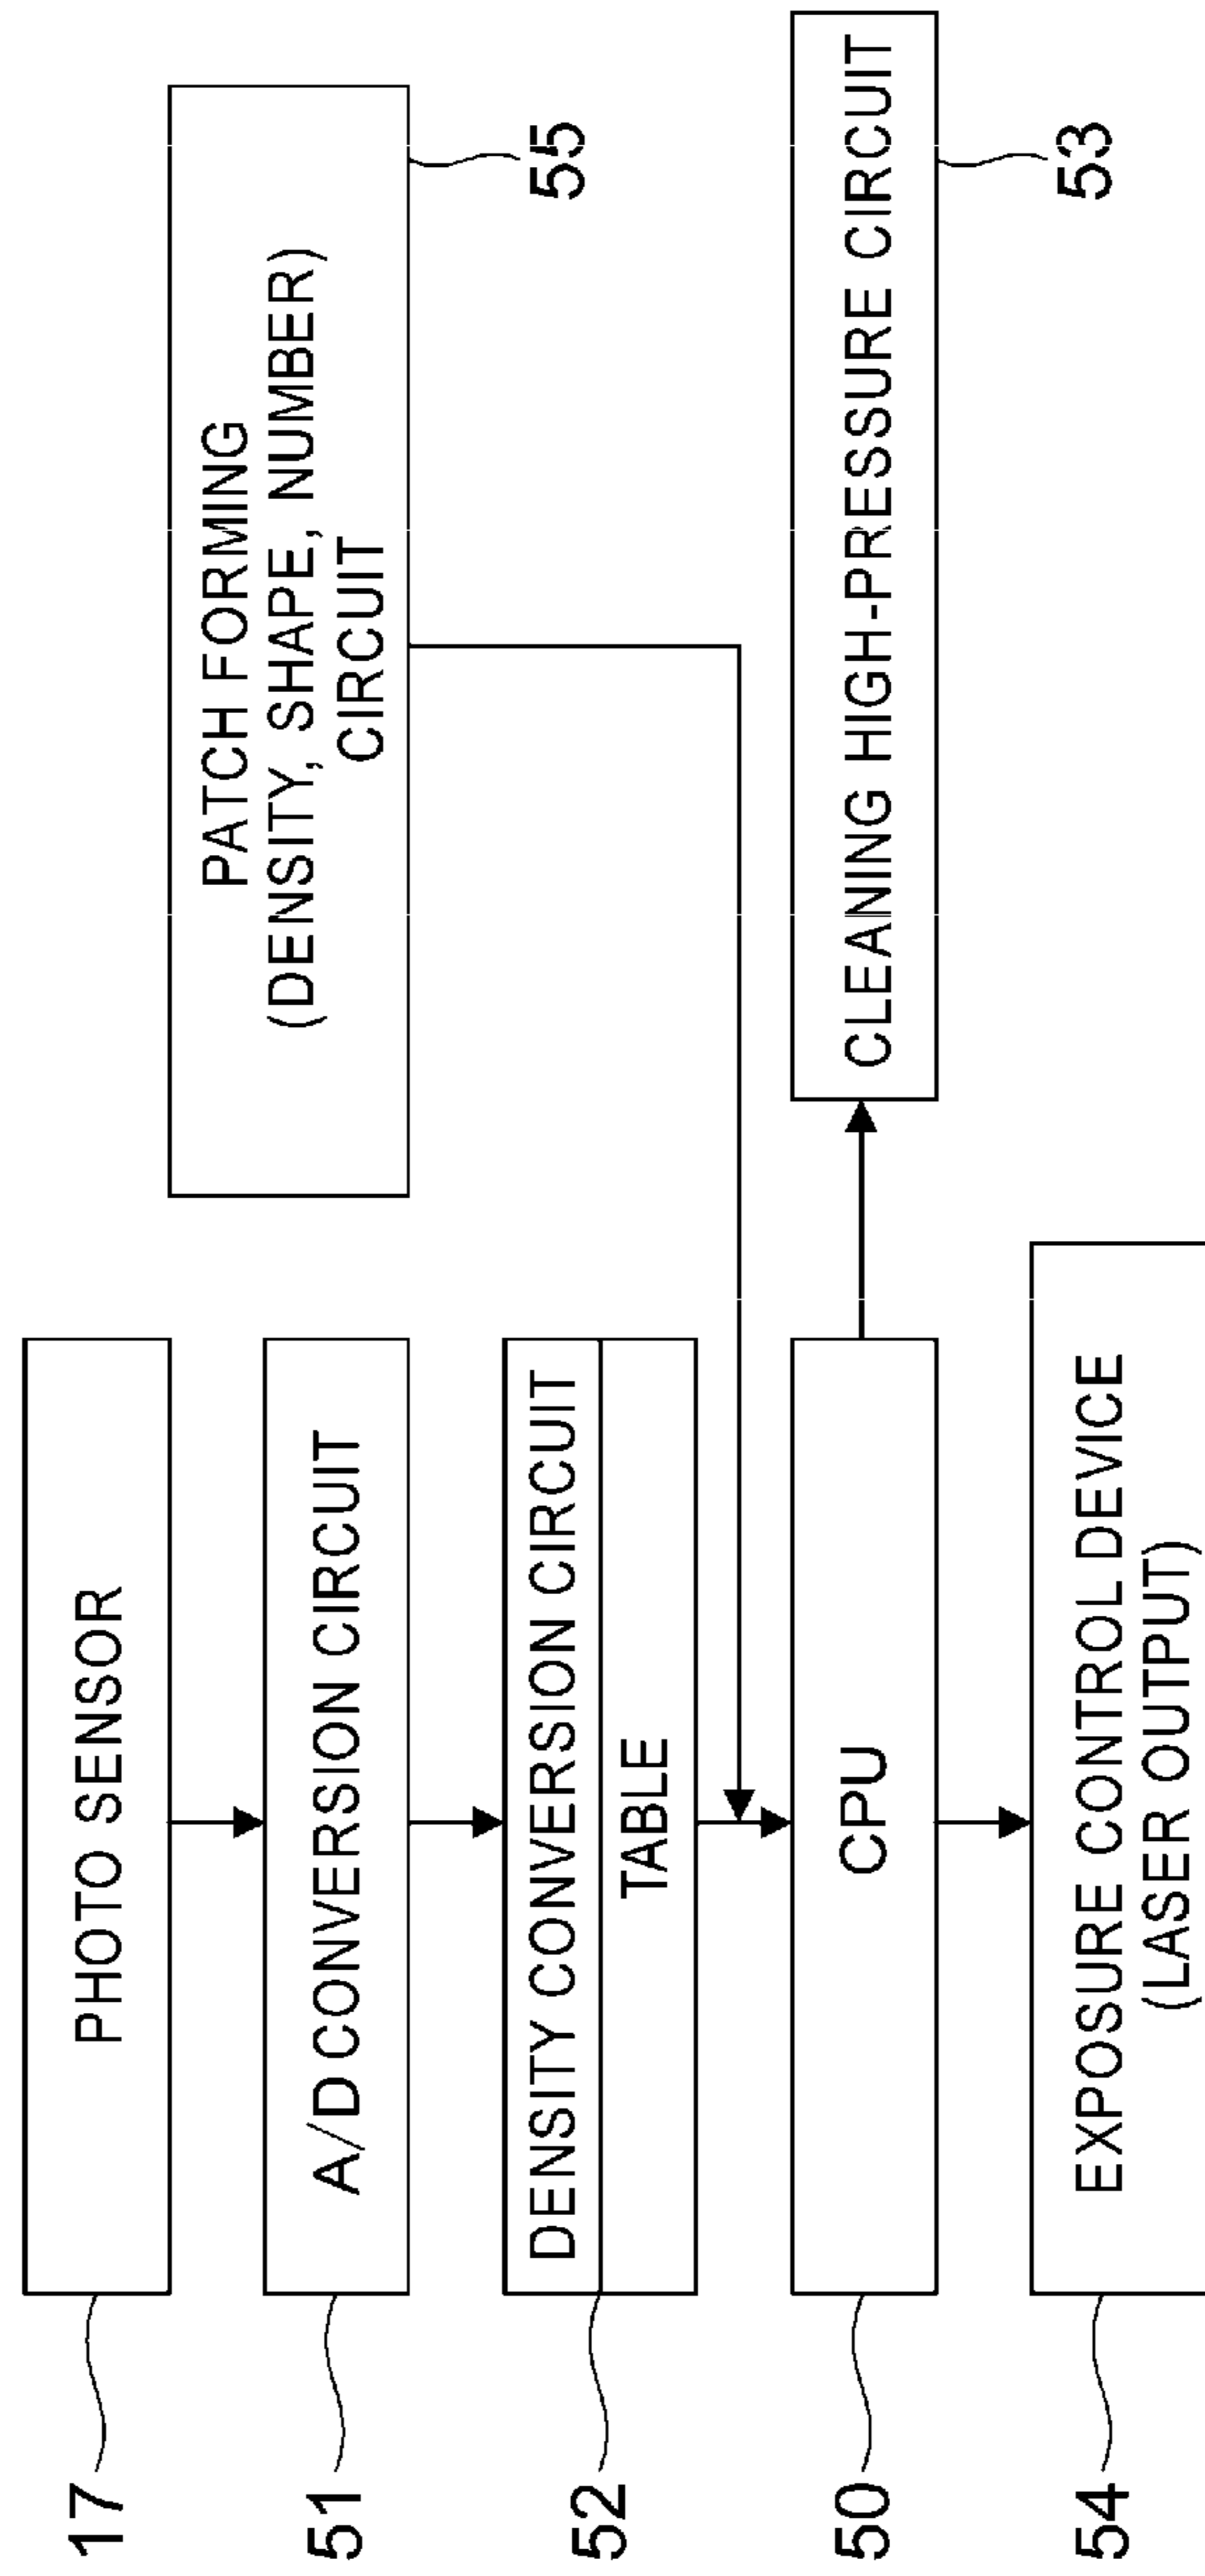 17
PHOTO SENSOR
PATCH FORMING
(DENSITY, SHAPE, NUMBER)
CIRCUIT
55
51
A/D CONVERSION CIRCUIT
52
DENSITY CONVERSION CIRCUIT
TABLE
50
CPU
CLEANING HIGH-PRESSURE CIRCUIT
53
54
EXPOSURE CONTROL DEVICE
(LASER OUTPUT)